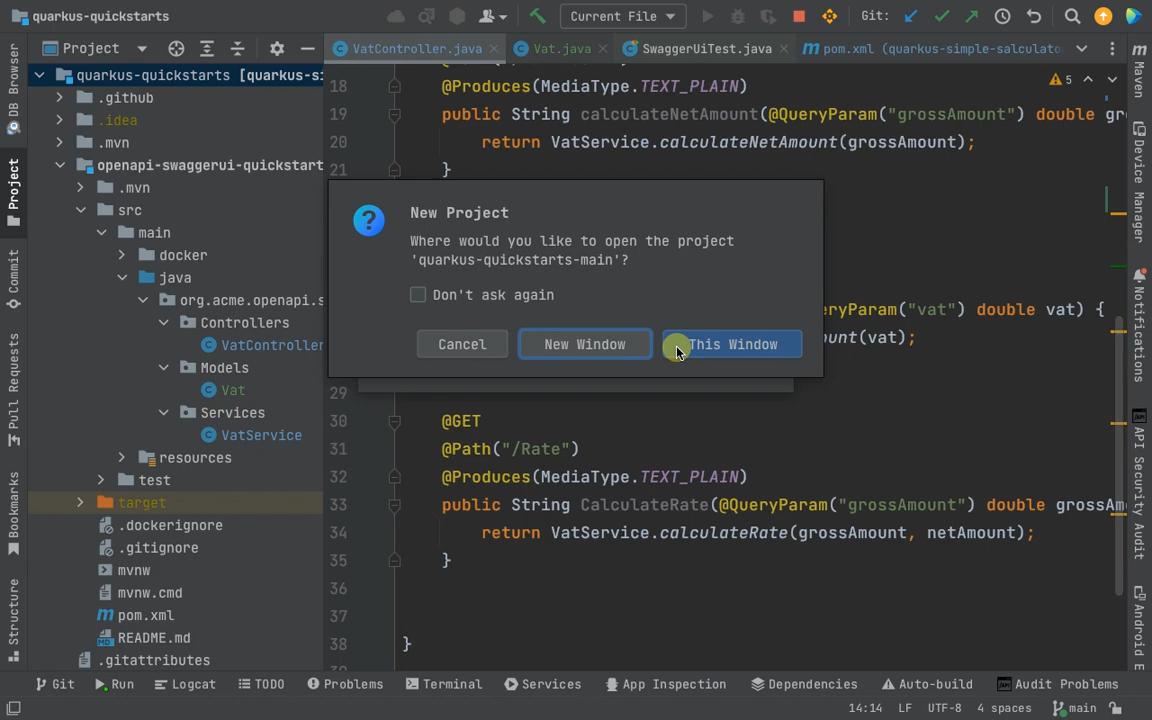 quarkus-quickstarts
Current File
Git:
Project
VatController.java
Vat.java
SwaggerUiTest.java
pom.xml (quarkus-simple-salculato
DB Browser
Project
Commit
Pull Requests
Bookmarks
Structure
quarkus-quickstarts [quarkus-s
.github
.idea
.mvn
openapi-swaggerui-quickstart
.mvn
src
main
docker
java
org.acme.openapi.s
Controllers
VatController
Models
Vat
Services
VatService
resources
test
target
.dockerignore
.gitignore
mvnw
mvnw.cmd
pom.xml
README.md
.gitattributes
5
18 @Produces(MediaType.TEXT_PLAIN)
19 public String calculateNetAmount(@QueryParam("grossAmount") double gr
20 return VatService.calculateNetAmount(grossAmount);
21 }
New Project
Where would you like to open the project
'quarkus-quickstarts-main'?
Don't ask again
Cancel New Window This Window
ryParam("vat") double vat) {
unt(vat);
29
30 @GET
31 @Path("/Rate")
32 @Produces(MediaType.TEXT_PLAIN)
33 public String CalculateRate(@QueryParam("grossAmount") double grossAm
34 return VatService.calculateRate(grossAmount, netAmount);
35 }
36
37
38 }
Maven
Device Manager
Notifications
API Security Audit
Android E
Git Run Logcat TODO Problems Terminal Services App Inspection Dependencies Auto-build Audit Problems
14:14 LF UTF-8 4 spaces main